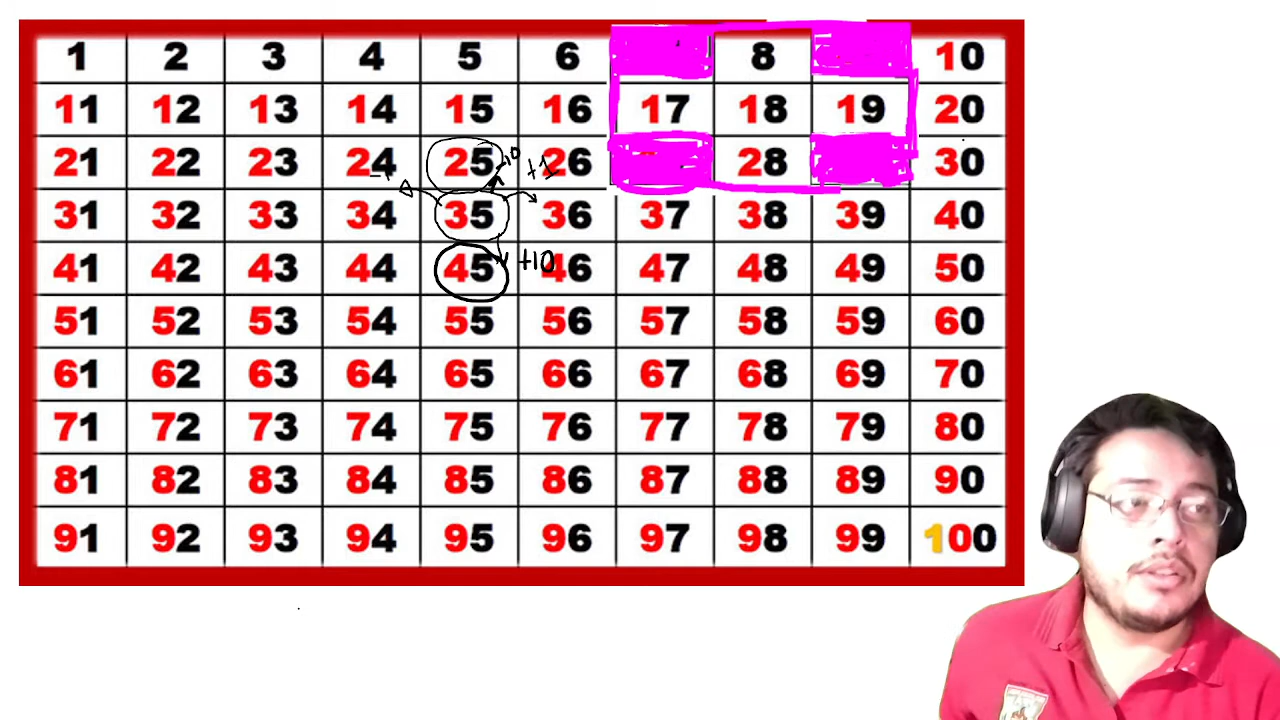 1 2 3 4 5 6 8 10
11 12 13 14 15 16 17 18 19 20
21 22 23 24 25 -10 +1 26 28 30
31 32 33 34 35 36 37 38 39 40
41 42 43 44 45 +10 46 47 48 49 50
51 52 53 54 55 56 57 58 59 60
61 62 63 64 65 66 67 68 69 70
71 72 73 74 75 76 77 78 79 80
81 82 83 84 85 86 87 88 89 90
91 92 93 94 95 96 97 98 99 100